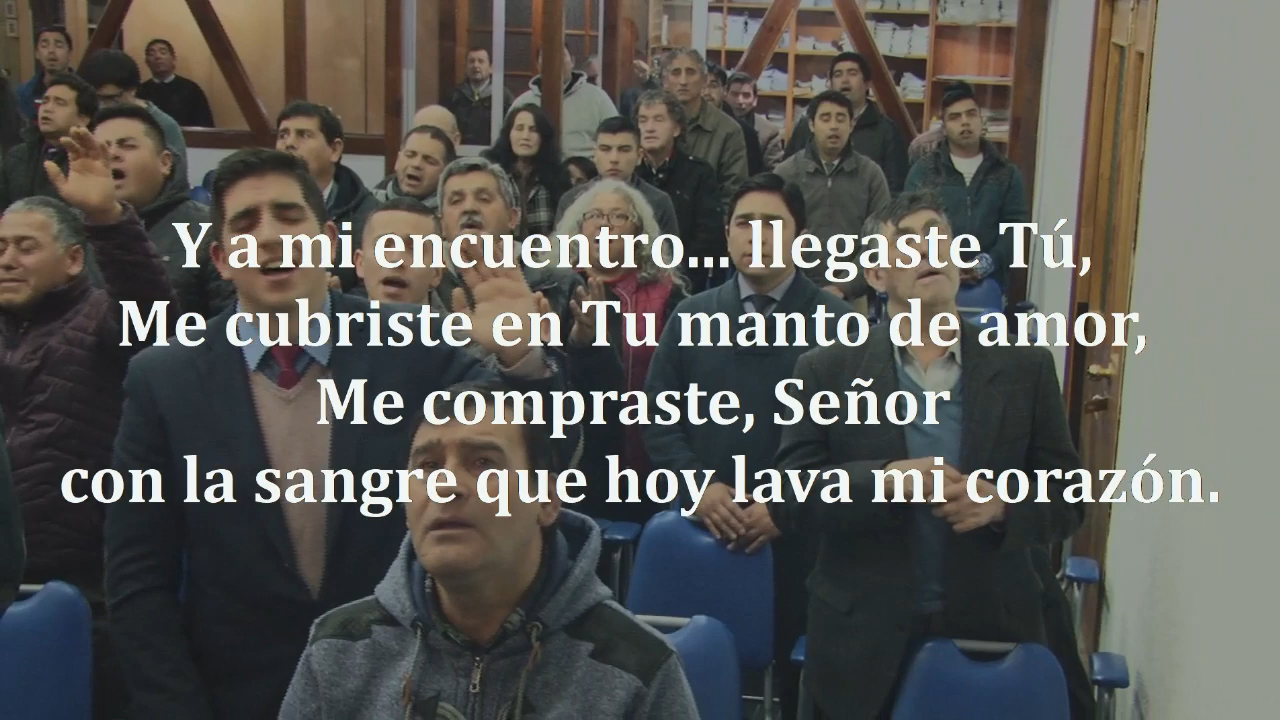 Y a mi encuentro... llegaste Tú,
Me cubriste en Tu manto de amor,
Me compraste, Señor
con la sangre que hoy lava mi corazón.